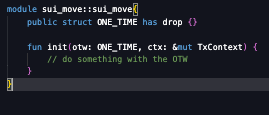 module sui_move::sui_move{
    public struct ONE_TIME has drop {}

    fun init(otw: ONE_TIME, ctx: &mut TxContext) {
        // do something with the OTW
    }
}